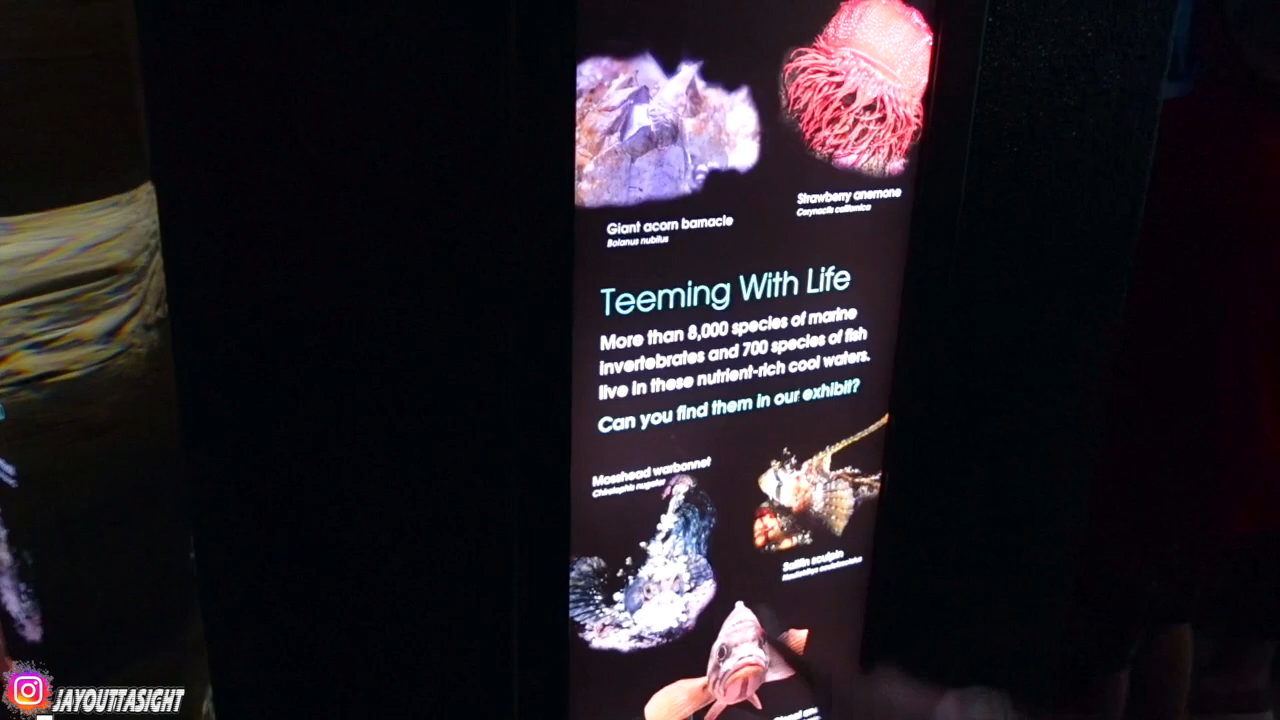 Giant acorn barnacle
Balanus nubilus
Strawberry anemone
Corynactis californica
Teeming With Life
More than 8,000 species of marine
invertebrates and 700 species of fish
live in these nutrient-rich cool waters.
Can you find them in our exhibit?
Mosshead warbonnet
Chirolophis nugator
Sailfin sculpin
Nautichthys oculofasciatus
JAYOUTTASIGHT